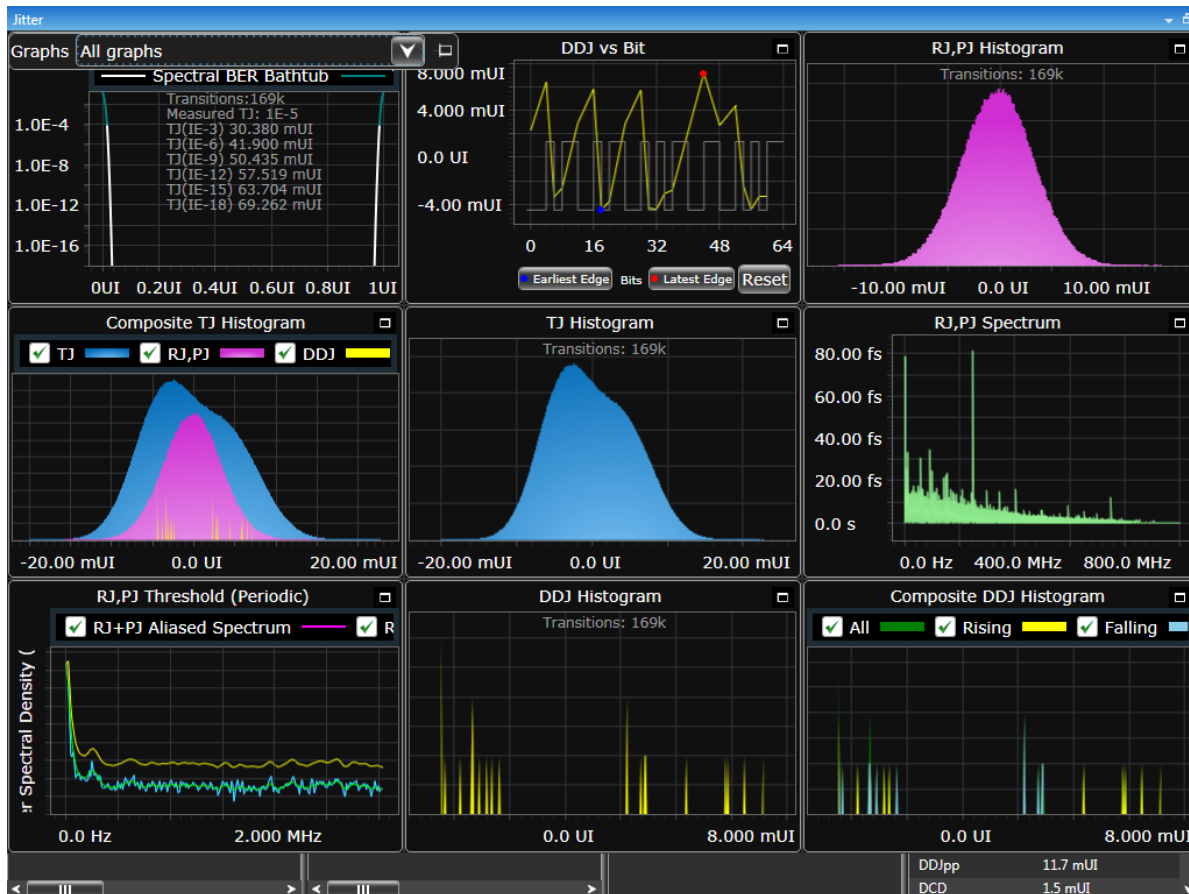 Jitter
Graphs All graphs
Spectral BER Bathtub
Transitions:169k
Measured TJ: 1E-5
TJ(IE-3) 30.380 mUI
TJ(IE-6) 41.900 mUI
TJ(IE-9) 50.435 mUI
TJ(IE-12) 57.519 mUI
TJ(IE-15) 63.704 mUI
TJ(IE-18) 69.262 mUI
1.0E-4
1.0E-8
1.0E-12
1.0E-16
0UI 0.2UI 0.4UI 0.6UI 0.8UI 1UI
DDJ vs Bit
8.000 mUI
4.000 mUI
0.0 UI
-4.00 mUI
0 16 32 48 64
Earliest Edge Bits Latest Edge Reset
RJ,PJ Histogram
Transitions: 169k
-10.00 mUI 0.0 UI 10.00 mUI
Composite TJ Histogram
TJ RJ,PJ DDJ
-20.00 mUI 0.0 UI 20.00 mUI
TJ Histogram
Transitions: 169k
-20.00 mUI 0.0 UI 20.00 mUI
RJ,PJ Spectrum
80.00 fs
60.00 fs
40.00 fs
20.00 fs
0.0 s
0.0 Hz 400.0 MHz 800.0 MHz
RJ,PJ Threshold (Periodic)
RJ+PJ Aliased Spectrum R
er Spectral Density (
0.0 Hz 2.000 MHz
DDJ Histogram
Transitions: 169k
0.0 UI 8.000 mUI
Composite DDJ Histogram
All Rising Falling
0.0 UI 8.000 mUI
DDJpp 11.7 mUI
DCD 1.5 mUI